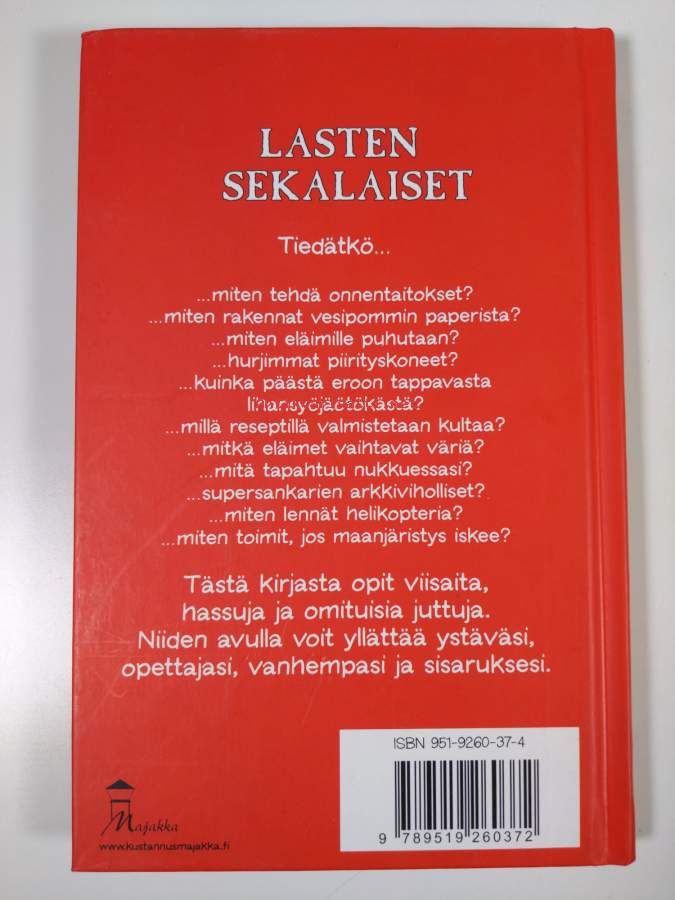 LASTEN
SEKALAISET
Tiedätkö...
...miten tehdä onnentaitokset?
...miten rakennat vesipommin paperista?
...miten eläimille puhutaan?
...hurjimmat piirityskoneet?
...kuinka päästä eroon tappavasta
lihansyöjäötökästä?
...millä reseptillä valmistetaan kultaa?
...mitkä eläimet vaihtavat väriä?
...mitä tapahtuu nukkuessasi?
...supersankarien arkkiviholliset?
...miten lennät helikopteria?
...miten toimit, jos maanjäristys iskee?
Tästä kirjasta opit viisaita,
hassuja ja omituisia juttuja.
Niiden avulla voit yllättää ystäväsi,
opettajasi, vanhempasi ja sisaruksesi.
ISBN 951-9260-37-4
9 789519 260372
Majakka
www.kustannusmajakka.fi